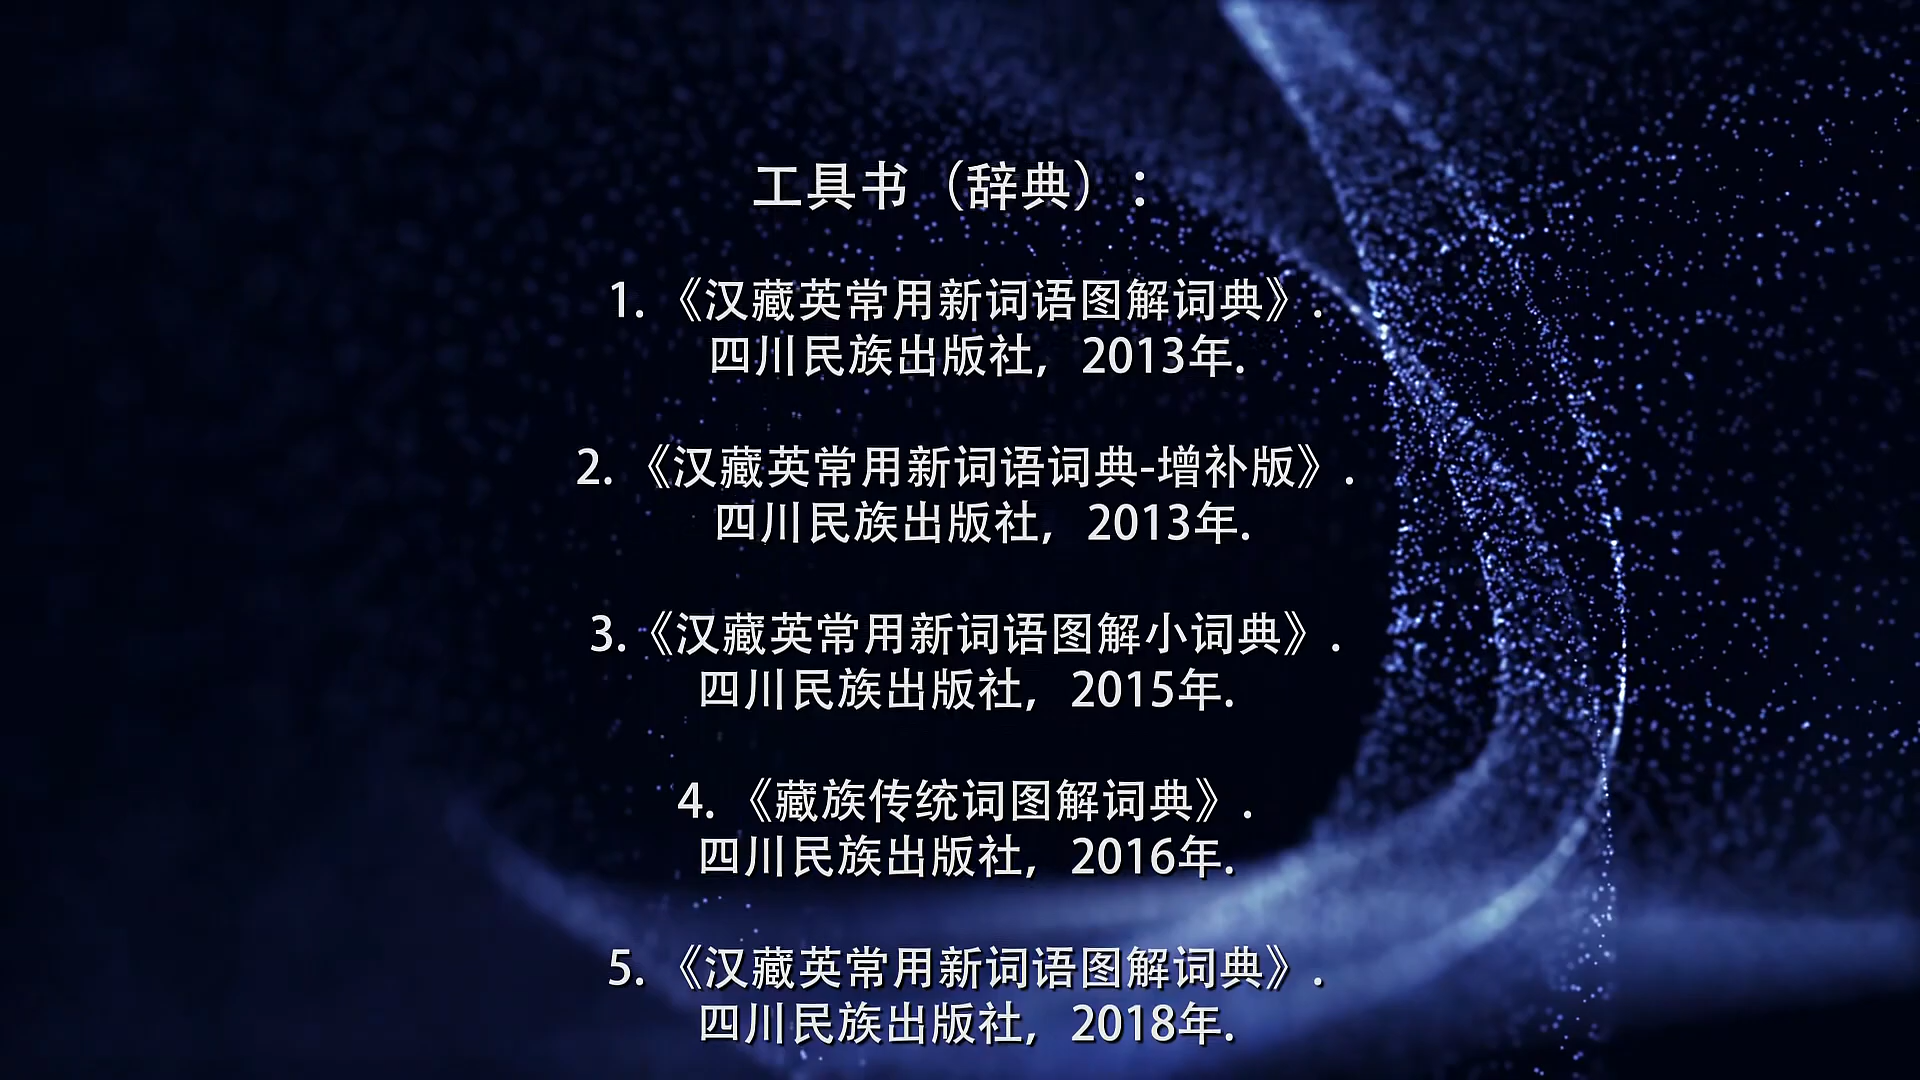 工具书（辞典）：
1. 《汉藏英常用新词语图解词典》.
四川民族出版社，2013年.
2. 《汉藏英常用新词语词典-增补版》.
四川民族出版社，2013年.
3.《汉藏英常用新词语图解小词典》.
四川民族出版社，2015年.
4. 《藏族传统词图解词典》.
四川民族出版社，2016年.
5. 《汉藏英常用新词语图解词典》.
四川民族出版社，2018年.